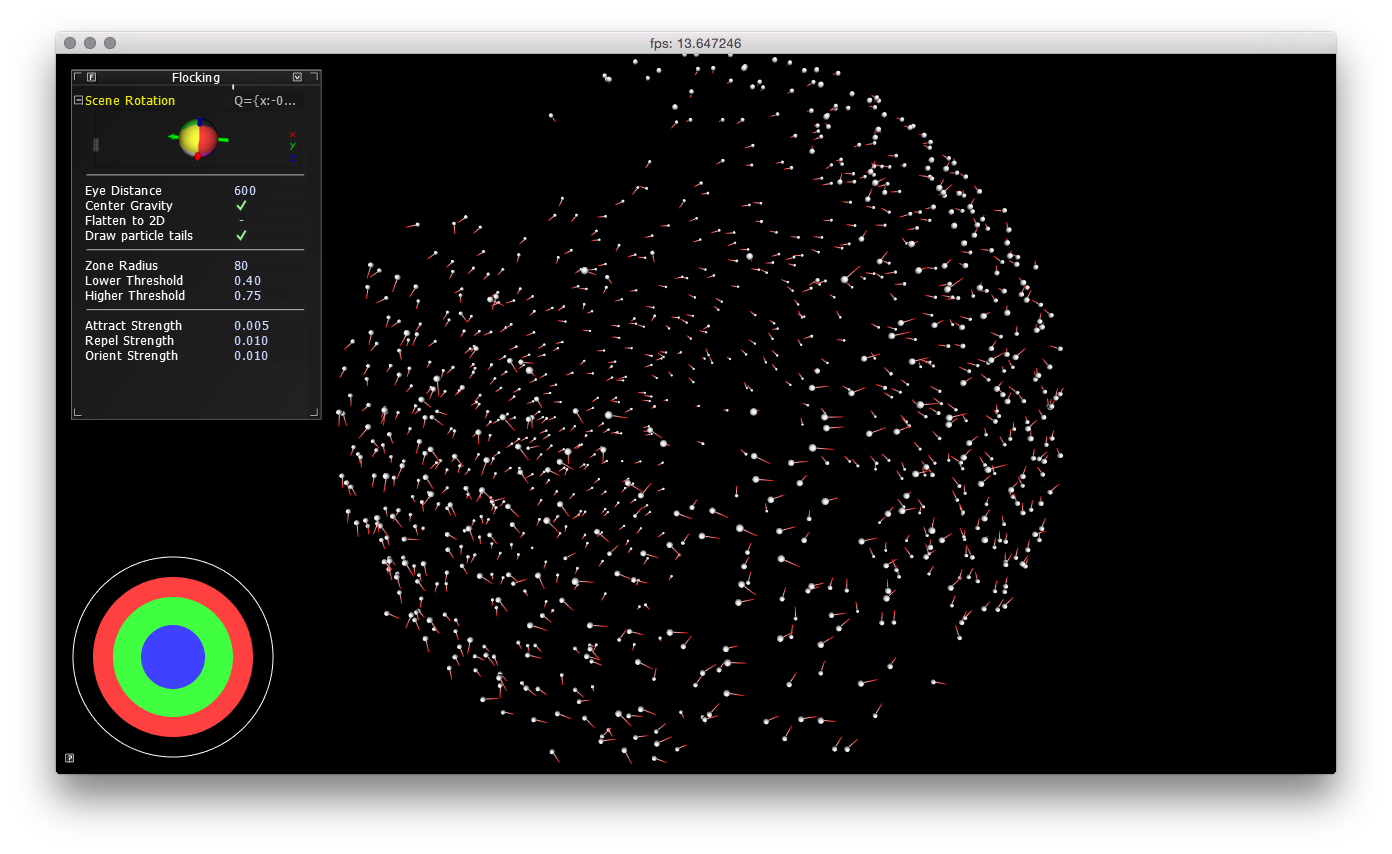 fps: 13.647246
F Flocking v
Scene Rotation Q={x:-0...
x
y
z
Eye Distance 600
Center Gravity ✓
Flatten to 2D -
Draw particle tails ✓
Zone Radius 80
Lower Threshold 0.40
Higher Threshold 0.75
Attract Strength 0.005
Repel Strength 0.010
Orient Strength 0.010
?